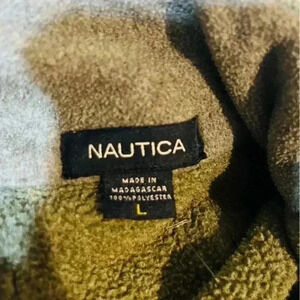 NAUTICA
MADE IN
MADAGASCAR
100% POLYESTER
L